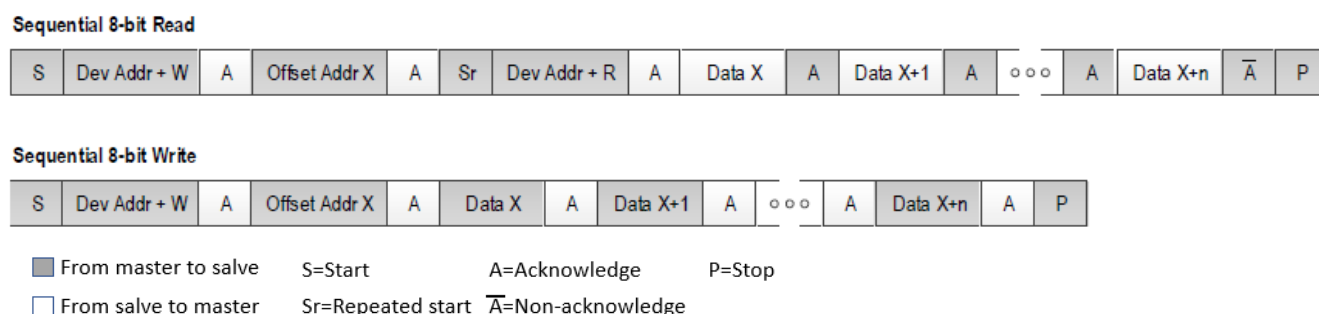 Sequential 8-bit Read
S Dev Addr + W A Offset Addr X A Sr Dev Addr + R A Data X A Data X+1 A ooo A Data X+n A̅ P
Sequential 8-bit Write
S Dev Addr + W A Offset Addr X A Data X A Data X+1 A ooo A Data X+n A P
From master to salve S=Start A=Acknowledge P=Stop
From salve to master Sr=Repeated start A̅=Non-acknowledge